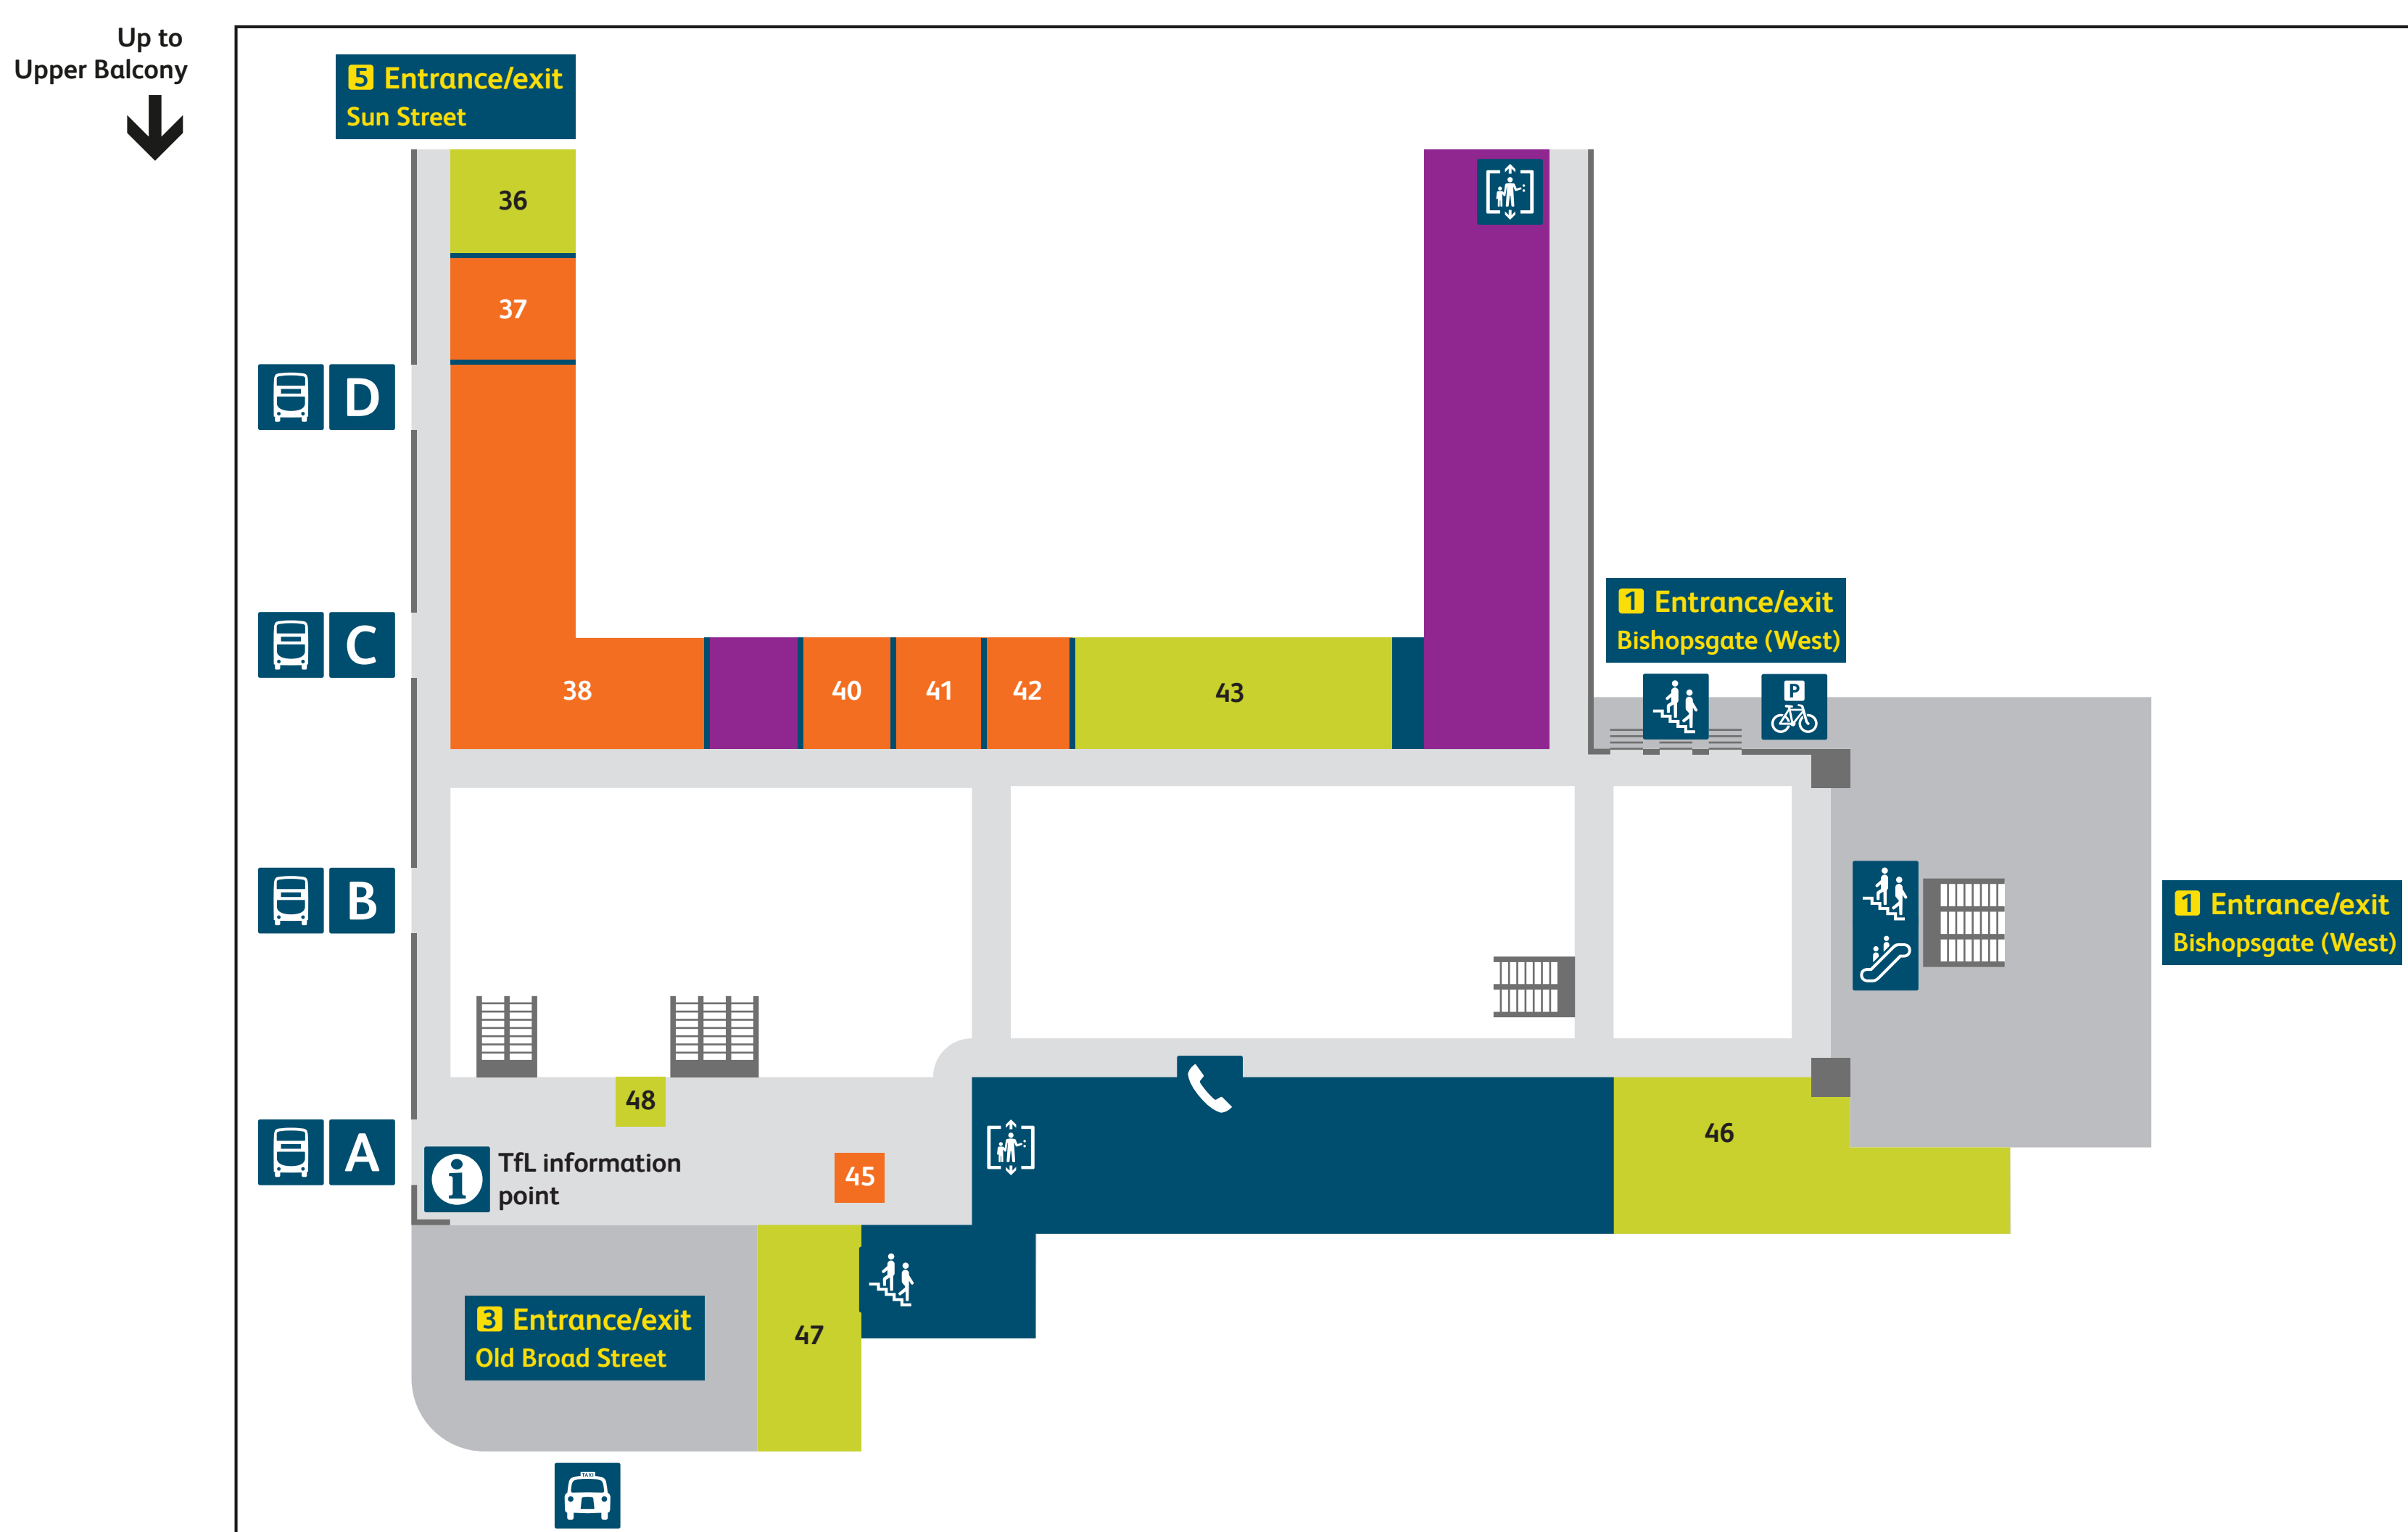 Up to
Upper Balcony
5 Entrance/exit
Sun Street
36
37
D
C
1 Entrance/exit
Bishopsgate (West)
38
40
41
42
43
P
B
1 Entrance/exit
Bishopsgate (West)
48
46
A
i
TfL information
point
45
3 Entrance/exit
Old Broad Street
47
TAXI